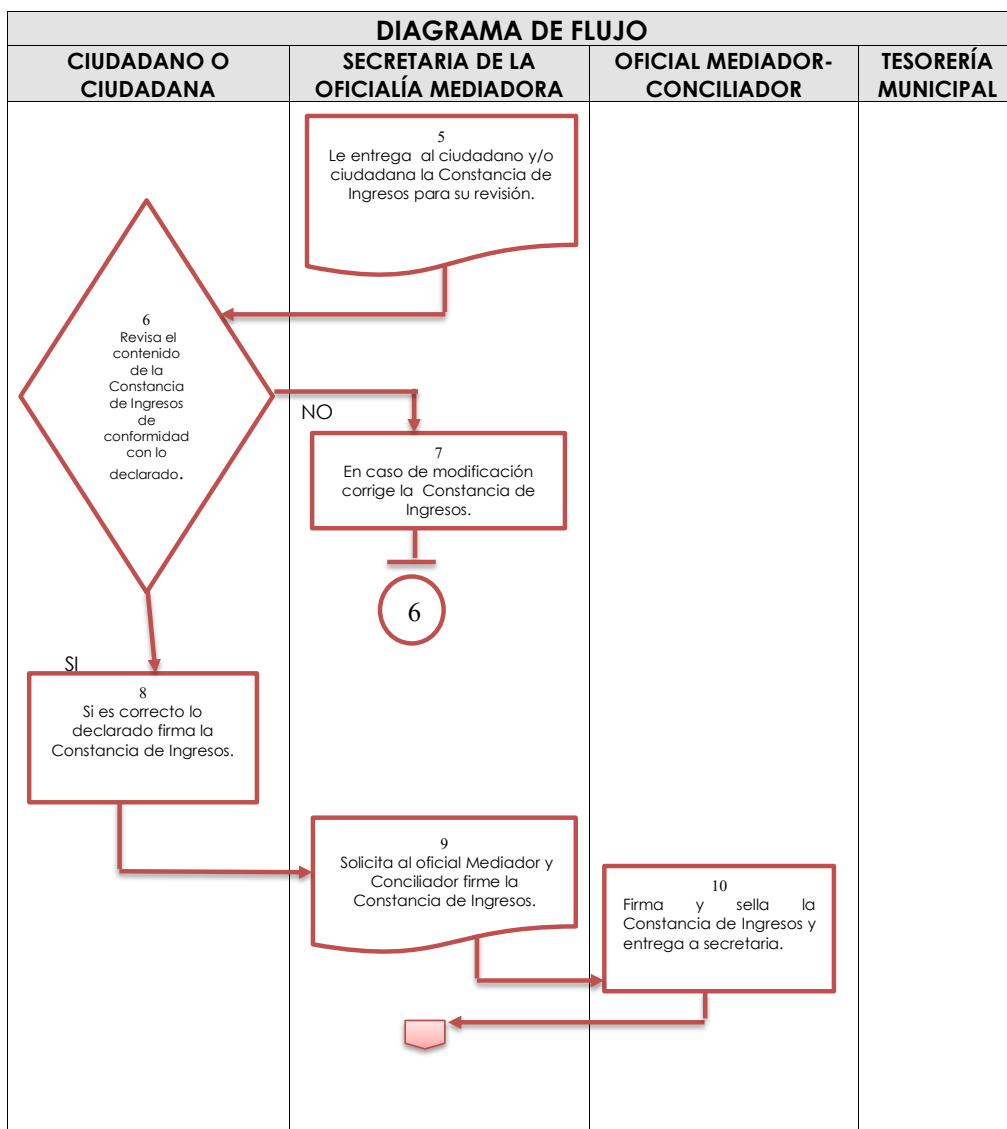 DIAGRAMA DE FLUJO
CIUDADANO O
CIUDADANA
SECRETARIA DE LA
OFICIALÍA MEDIADORA
OFICIAL MEDIADOR-
CONCILIADOR
TESORERÍA
MUNICIPAL
5
Le entrega al ciudadano y/o
ciudadana la Constancia de
Ingresos para su revisión.
6
Revisa el
contenido
de la
Constancia
de Ingresos
de
conformidad
con lo
declarado.
NO
7
En caso de modificación
corrige la Constancia de
Ingresos.
6
SI
8
Si es correcto lo
declarado firma la
Constancia de Ingresos.
9
Solicita al oficial Mediador y
Conciliador firme la
Constancia de Ingresos.
10
Firma y sella la
Constancia de Ingresos y
entrega a secretaria.